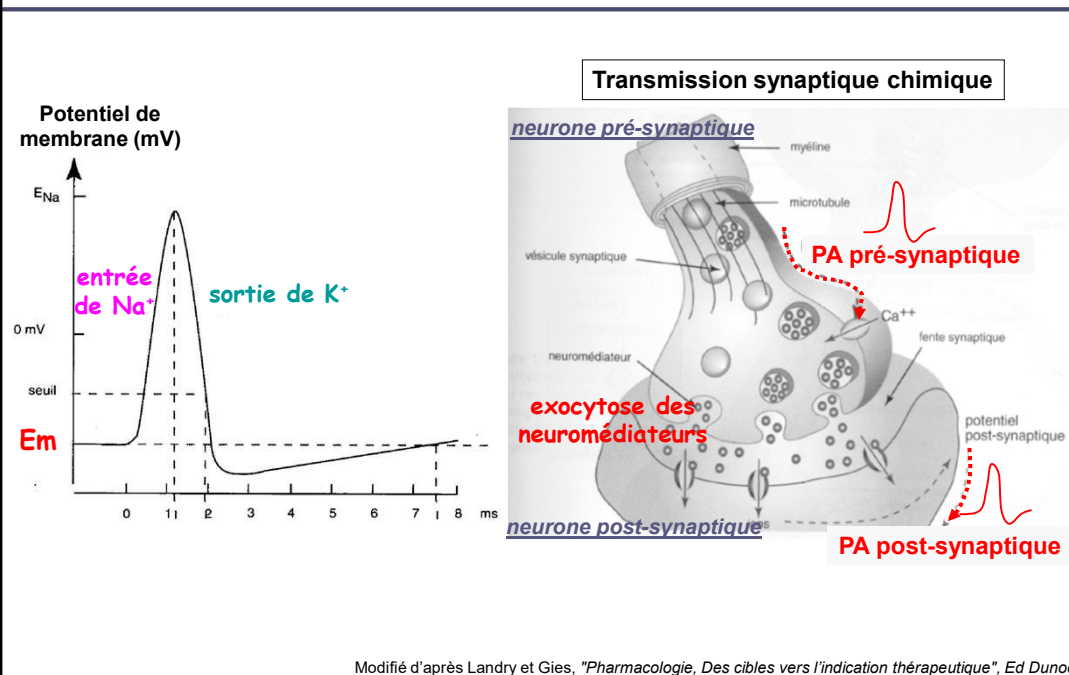 Transmission synaptique chimique
Potentiel de
membrane (mV)
E_Na
entrée
de Na⁺
sortie de K⁺
0 mV
seuil
Em
0 1 2 3 4 5 6 7 8 ms
neurone pré-synaptique
myéline
microtubule
PA pré-synaptique
vésicule synaptique
Ca⁺⁺
fente synaptique
neuromédiateur
exocytose des
neuromédiateurs
potentiel
post-synaptique
ions
neurone post-synaptique
PA post-synaptique
Modifié d'après Landry et Gies, "Pharmacologie, Des cibles vers l'indication thérapeutique", Ed Duno